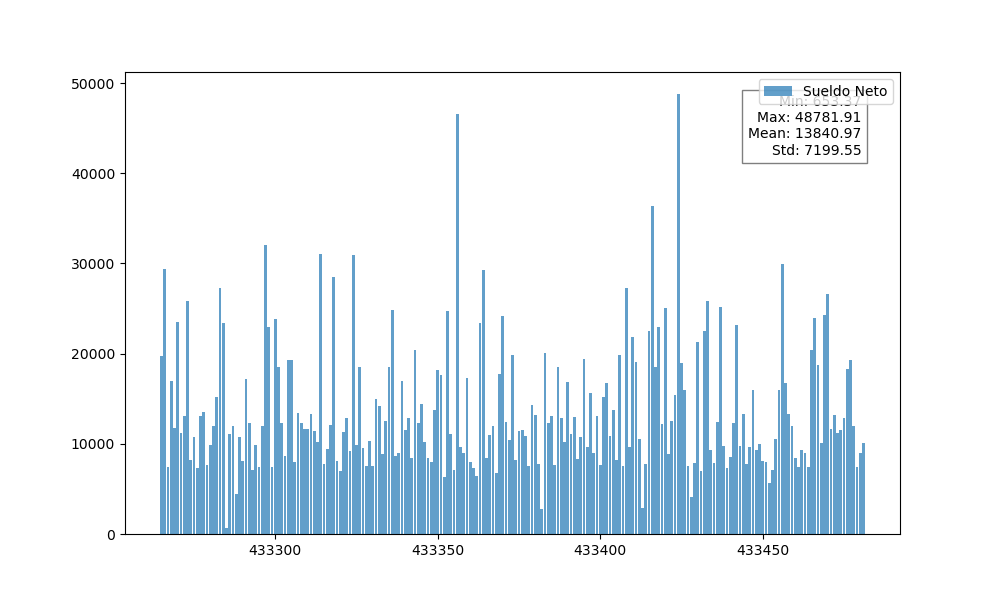 50000
40000
30000
20000
10000
0
433300
433350
433400
433450
Sueldo Neto
Min: 653.37
Max: 48781.91
Mean: 13840.97
Std: 7199.55